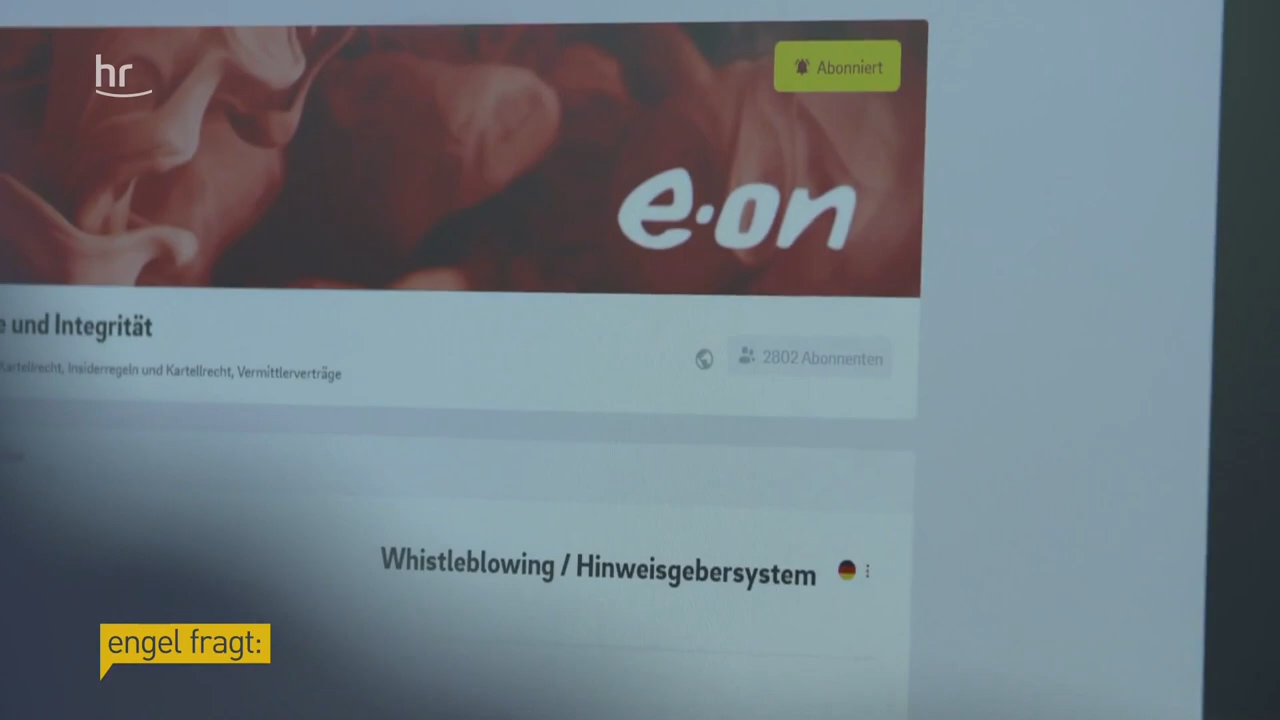 hr
Abonniert
e·on
e und Integrität
2802 Abonnenten
Kartellrecht, Insiderregeln und Kartellrecht, Vermittlerverträge
Whistleblowing / Hinweisgebersystem
engel fragt: